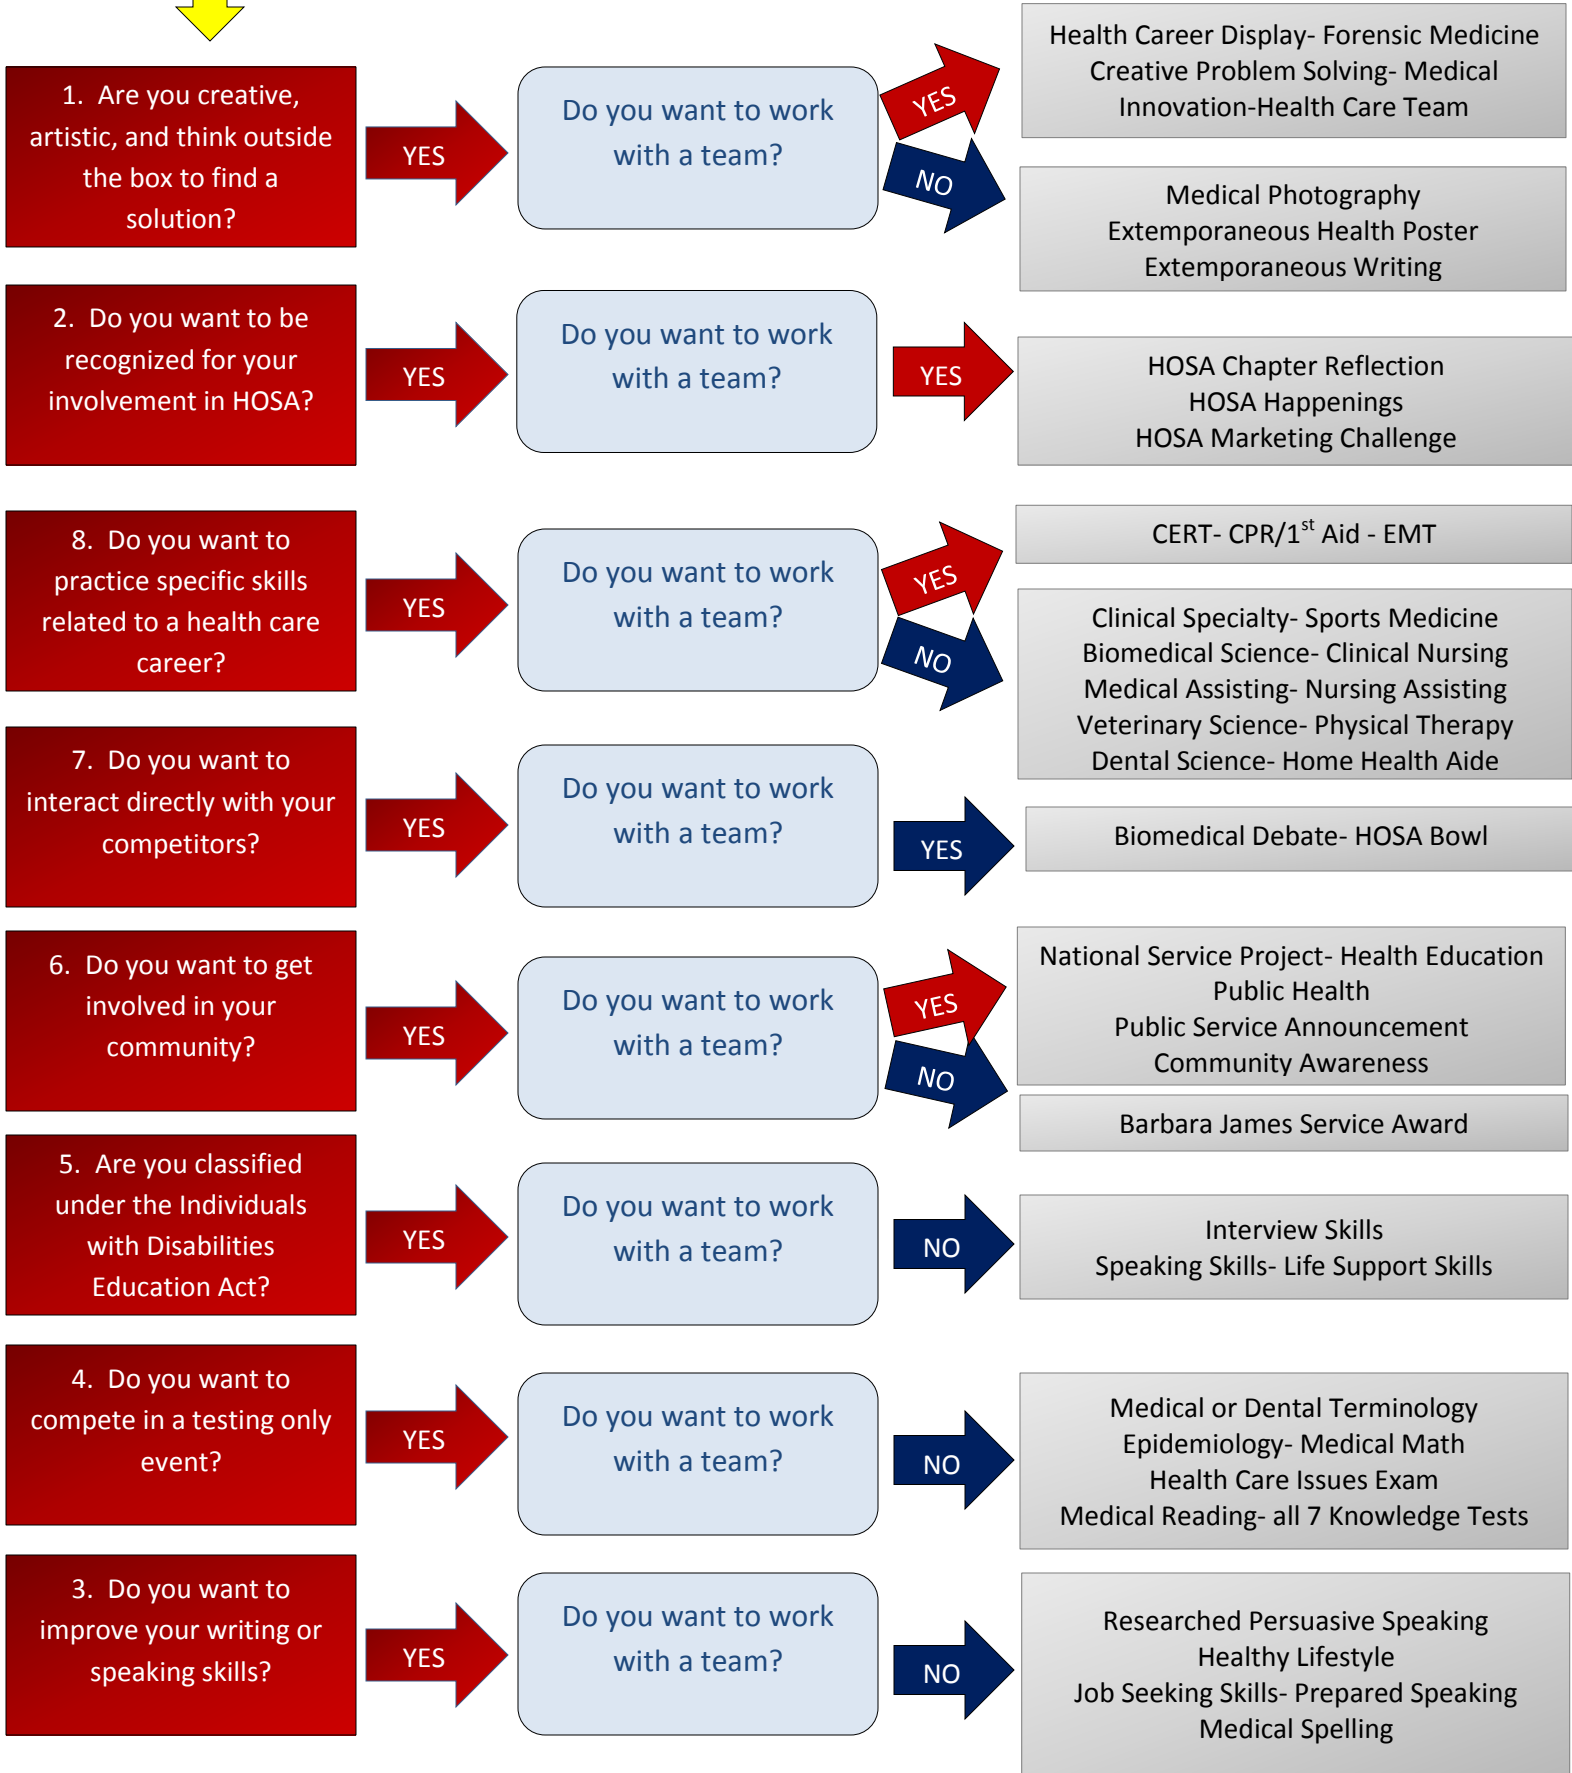 1. Are you creative,
artistic, and think outside
the box to find a
solution?
YES
Do you want to work
with a team?
YES
Health Career Display- Forensic Medicine
Creative Problem Solving- Medical
Innovation-Health Care Team
NO
Medical Photography
Extemporaneous Health Poster
Extemporaneous Writing
2. Do you want to be
recognized for your
involvement in HOSA?
YES
Do you want to work
with a team?
YES
HOSA Chapter Reflection
HOSA Happenings
HOSA Marketing Challenge
8. Do you want to
practice specific skills
related to a health care
career?
YES
Do you want to work
with a team?
YES
CERT- CPR/1st Aid - EMT
NO
Clinical Specialty- Sports Medicine
Biomedical Science- Clinical Nursing
Medical Assisting- Nursing Assisting
Veterinary Science- Physical Therapy
Dental Science- Home Health Aide
7. Do you want to
interact directly with your
competitors?
YES
Do you want to work
with a team?
YES
Biomedical Debate- HOSA Bowl
6. Do you want to get
involved in your
community?
YES
Do you want to work
with a team?
YES
National Service Project- Health Education
Public Health
Public Service Announcement
Community Awareness
NO
Barbara James Service Award
5. Are you classified
under the Individuals
with Disabilities
Education Act?
YES
Do you want to work
with a team?
NO
Interview Skills
Speaking Skills- Life Support Skills
4. Do you want to
compete in a testing only
event?
YES
Do you want to work
with a team?
NO
Medical or Dental Terminology
Epidemiology- Medical Math
Health Care Issues Exam
Medical Reading- all 7 Knowledge Tests
3. Do you want to
improve your writing or
speaking skills?
YES
Do you want to work
with a team?
NO
Researched Persuasive Speaking
Healthy Lifestyle
Job Seeking Skills- Prepared Speaking
Medical Spelling